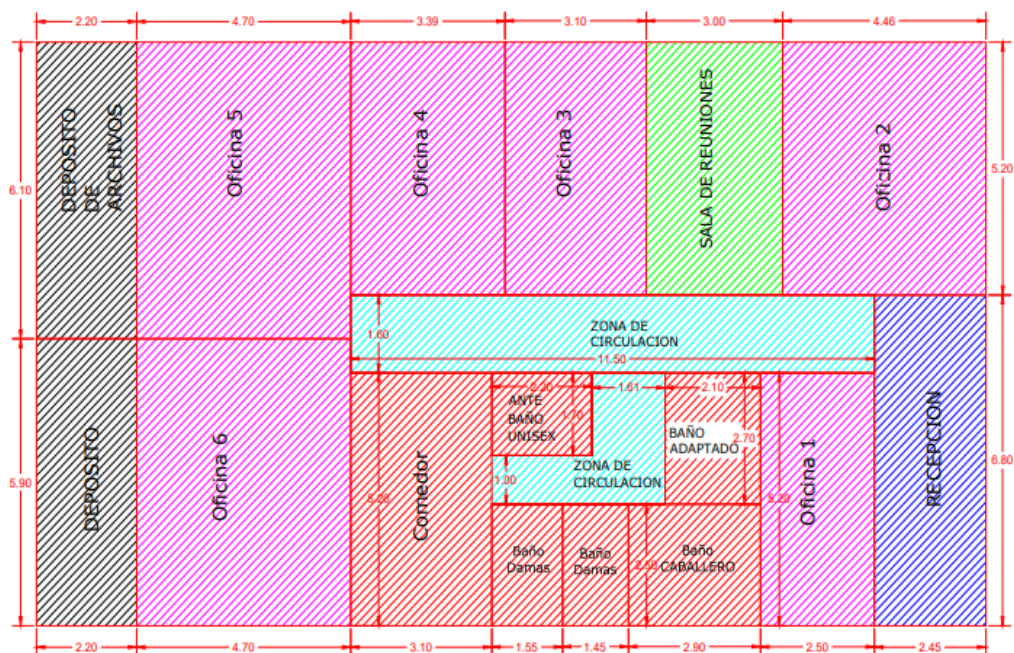 2.20 4.70 3.39 3.10 3.00 4.46
DEPOSITO
DE
ARCHIVOS
Oficina 5
Oficina 4
Oficina 3
SALA DE REUNIONES
Oficina 2
6.10
5.20
1.60
ZONA DE
CIRCULACION
11.50
2.20 1.61 2.10
ANTE
BAÑO
UNISEX
1.70
BAÑO
ADAPTADO
2.70
ZONA DE
CIRCULACION
1.00
DEPOSITO
Oficina 6
Comedor
Oficina 1
RECEPCION
5.90
5.20
5.20
6.80
Baño
Damas
Baño
Damas
2.50
Baño
CABALLERO
2.20 4.70 3.10 1.55 1.45 2.90 2.50 2.45